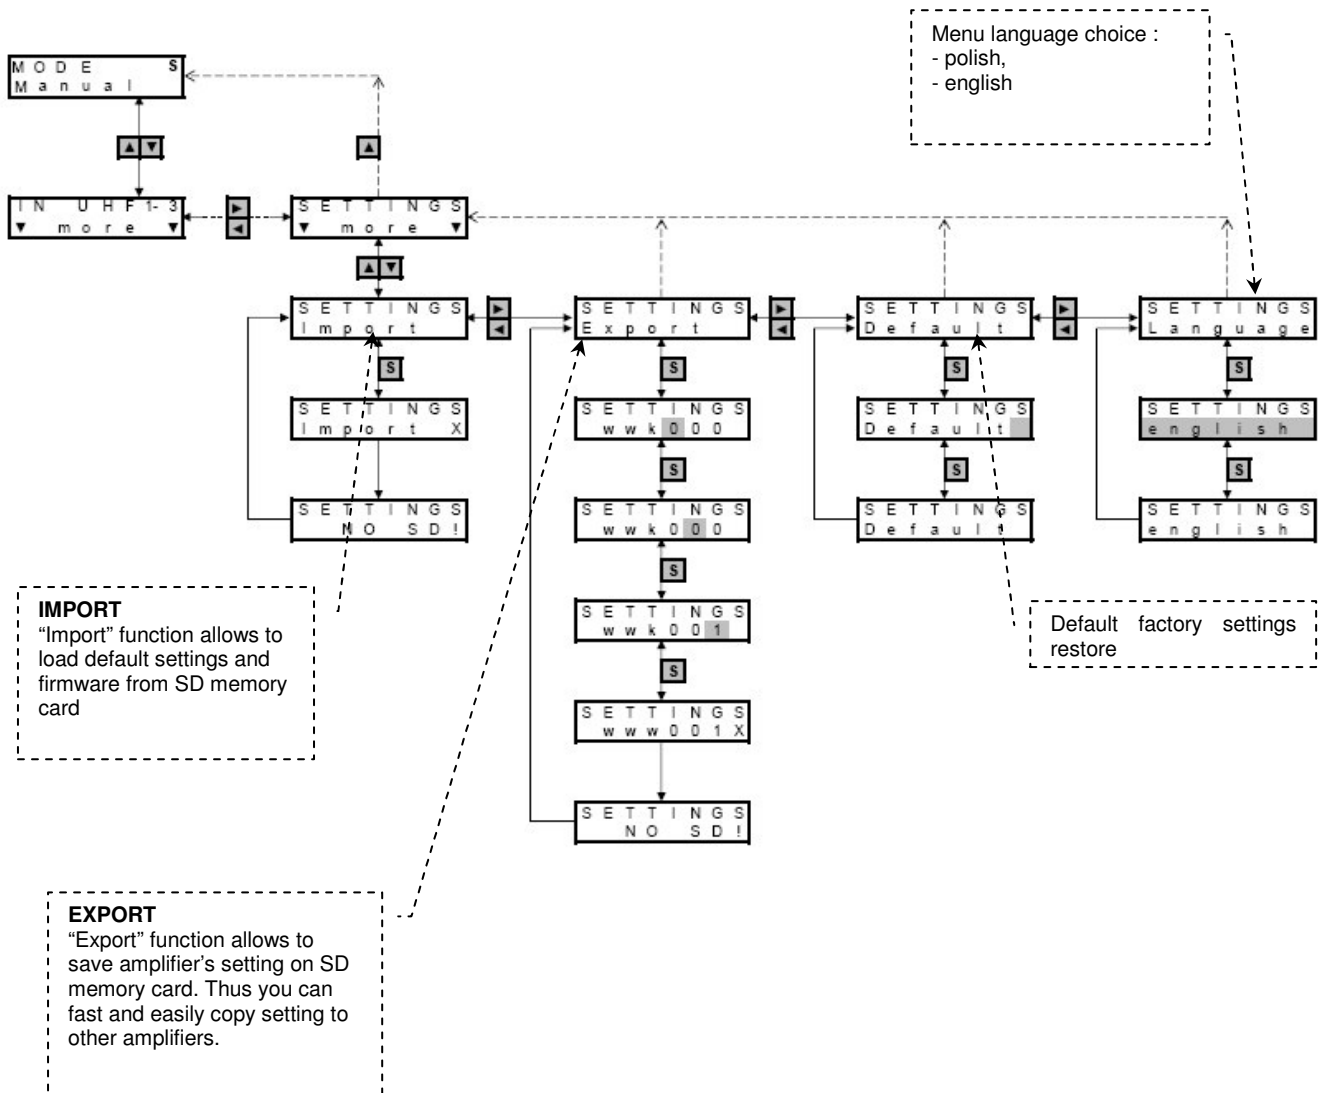 Menu language choice :
- polish,
- english
MODE S
Manual
▲ ▼
▲
IN UHF1-3
▼ more ▼
►
◄
SETTINGS
▼ more ▼
▲ ▼
SETTINGS
Import
►
◄
SETTINGS
Export
►
◄
SETTINGS
Default
►
◄
SETTINGS
Language
S
S
S
S
SETTINGS
Import X
SETTINGS
wwk000
SETTINGS
Default
SETTINGS
english
S
S
S
SETTINGS
NO SD!
SETTINGS
wwk000
SETTINGS
Default
SETTINGS
english
S
SETTINGS
wwk001
S
SETTINGS
www001X
SETTINGS
NO SD!
IMPORT
“Import” function allows to
load default settings and
firmware from SD memory
card
Default factory settings
restore
EXPORT
“Export” function allows to
save amplifier’s setting on SD
memory card. Thus you can
fast and easily copy setting to
other amplifiers.